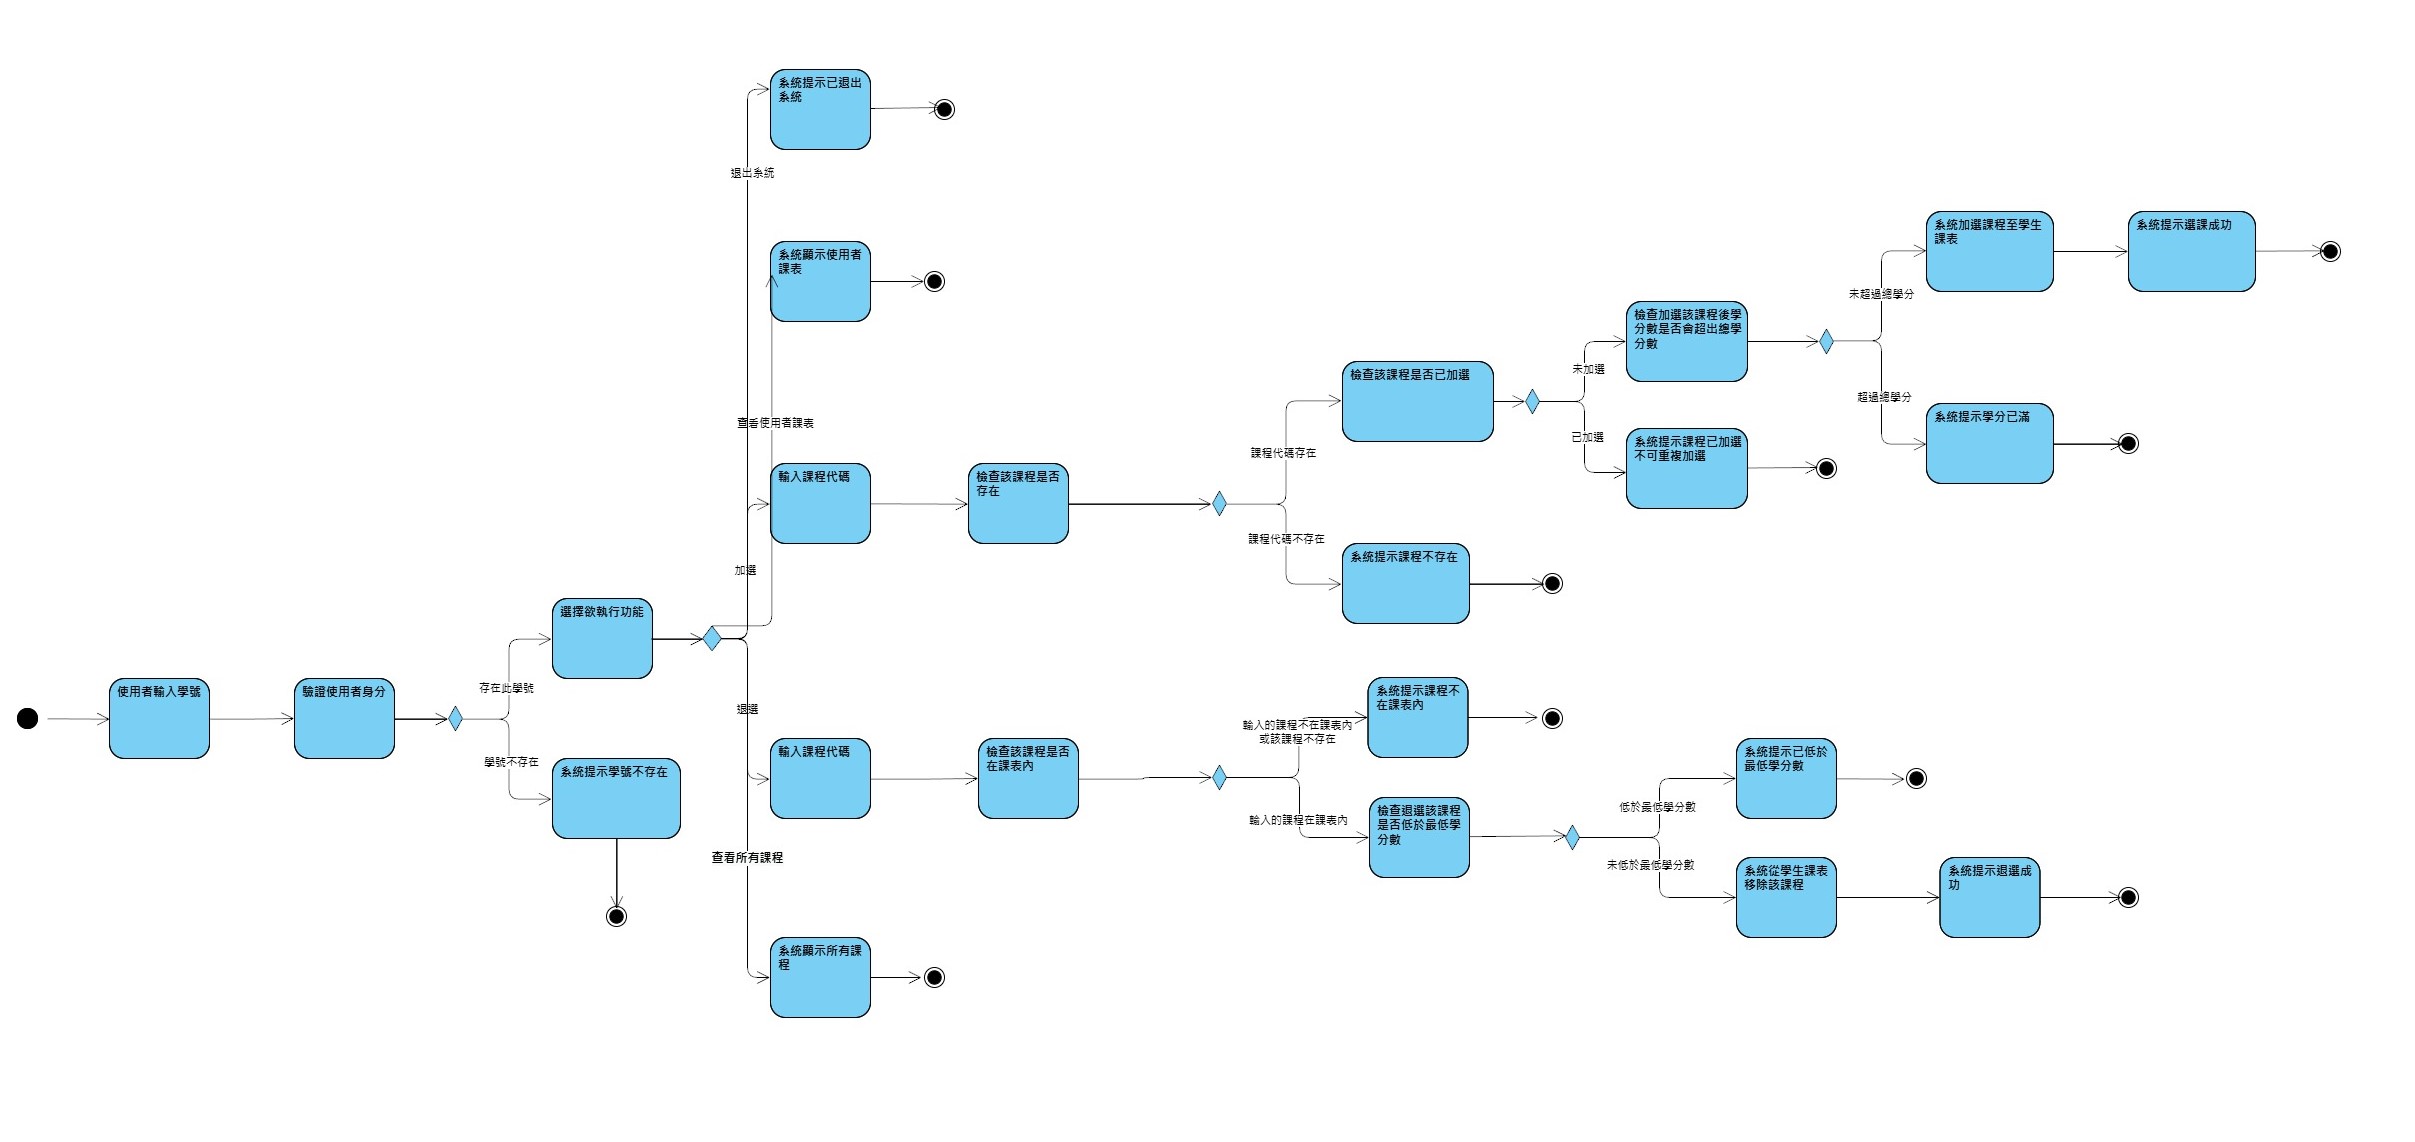 系統提示已退出
系統
退出系統
系統顯示使用者
課表
查看使用者課表
系統加選課程至學生
課表
系統提示選課成功
未超過總學分
檢查加選該課程後學
分數是否會超出總學
分數
未加選
檢查該課程是否已加選
超過總學分
系統提示學分已滿
已加選
系統提示課程已加選
不可重複加選
課程代碼存在
輸入課程代碼
檢查該課程是否
存在
課程代碼不存在
系統提示課程不存在
加選
選擇欲執行功能
存在此學號
使用者輸入學號
驗證使用者身分
學號不存在
系統提示學號不存在
退選
輸入課程代碼
檢查該課程是否
在課表內
輸入的課程不在課表內
或該課程不存在
系統提示課程不
在課表內
輸入的課程在課表內
檢查退選該課程
是否低於最低學
分數
系統提示已低於
最低學分數
低於最低學分數
未低於最低學分數
系統從學生課表
移除該課程
系統提示退選成
功
查看所有課程
系統顯示所有課
程